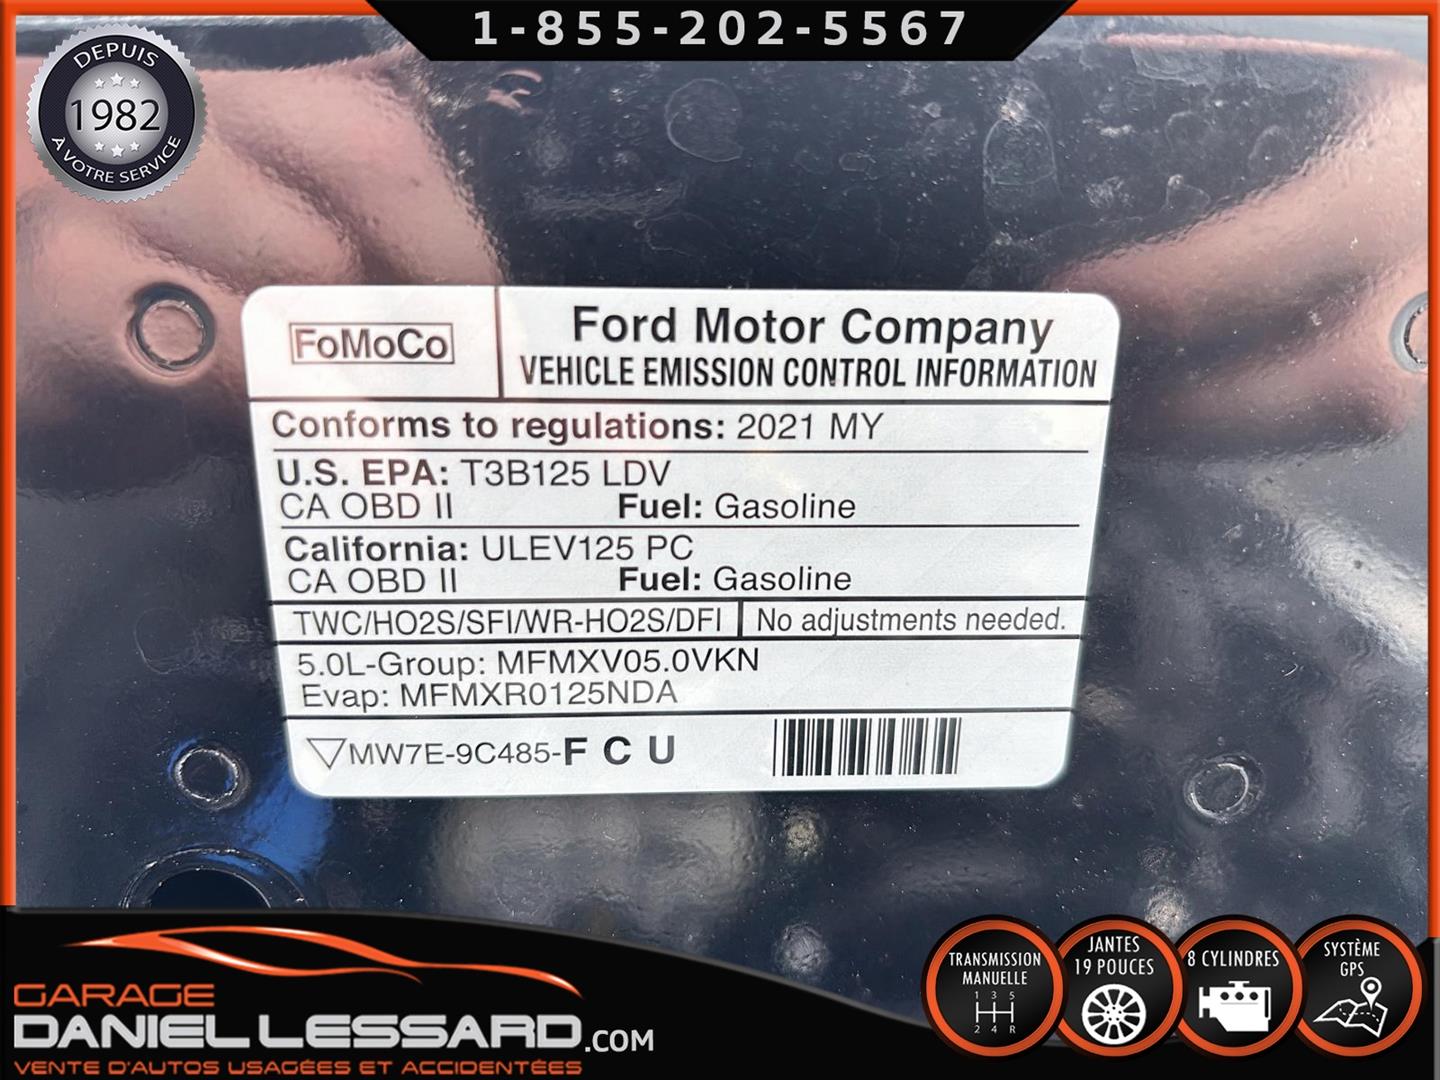 1-855-202-5567
DEPUIS
1982
À VOTRE SERVICE
FoMoCo
Ford Motor Company
VEHICLE EMISSION CONTROL INFORMATION
Conforms to regulations: 2021 MY
U.S. EPA: T3B125 LDV
CA OBD II Fuel: Gasoline
California: ULEV125 PC
CA OBD II Fuel: Gasoline
TWC/HO2S/SFI/WR-HO2S/DFI No adjustments needed.
5.0L-Group: MFMXV05.0VKN
Evap: MFMXR0125NDA
MW7E-9C485-F C U
GARAGE
DANIEL LESSARD.COM
VENTE D'AUTOS USAGÉES ET ACCIDENTÉES
TRANSMISSION
MANUELLE
1 3 5
2 4 R
JANTES
19 POUCES
8 CYLINDRES
SYSTÈME
GPS